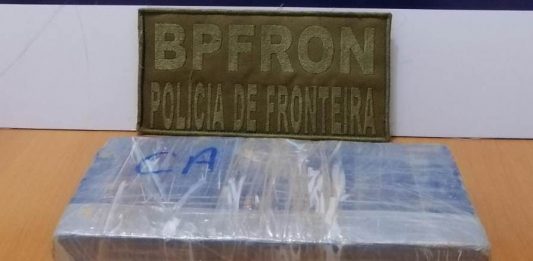 BPFRON
POLÍCIA DE FRONTEIRA
CA